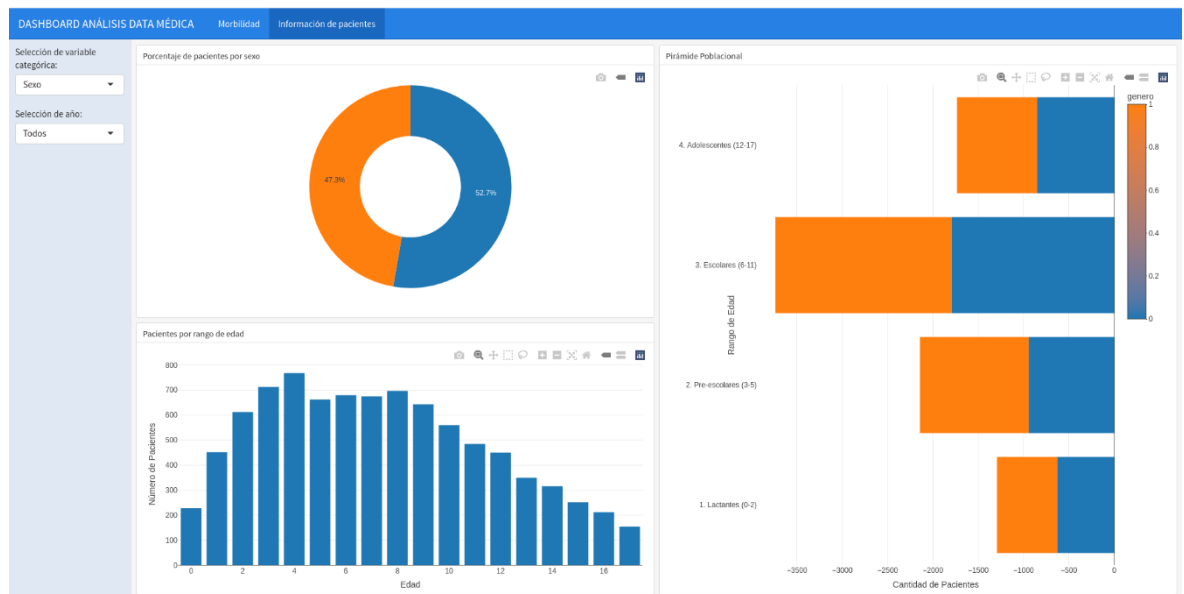 DASHBOARD ANÁLISIS DATA MÉDICA
Morbilidad
Información de pacientes
Selección de variable
categórica:
Sexo
Selección de año:
Todos
Porcentaje de pacientes por sexo
47.3%
52.7%
Pacientes por rango de edad
800
700
600
500
400
300
200
100
0
Número de Pacientes
0 2 4 6 8 10 12 14 16
Edad
Pirámide Poblacional
genero
1
0.8
0.6
0.4
0.2
0
4. Adolescentes (12-17)
3. Escolares (6-11)
2. Pre-escolares (3-5)
1. Lactantes (0-2)
Rango de Edad
−3500 −3000 −2500 −2000 −1500 −1000 −500 0
Cantidad de Pacientes